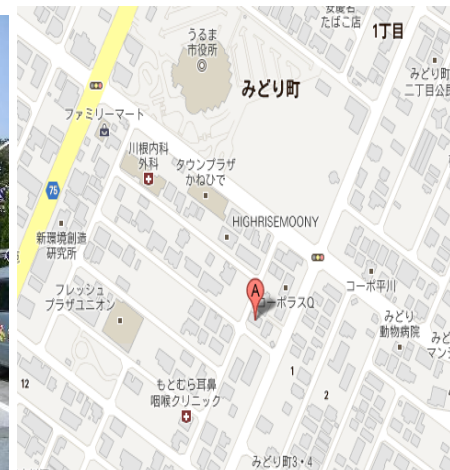 安慶名
たばこ店
1丁目
うるま
市役所
みどり町
みどり町
二丁目公民
ファミリーマート
川根内科
外科
タウンプラザ
かねひで
75
HIGHRISEMOONY
新環境創造
研究所
フレッシュ
プラザユニオン
A
コーポラスQ
コーポ平川
みどり
動物病院
みど
マンシ
12
もとむら耳鼻
咽喉クリニック
1
2
みどり町3・4